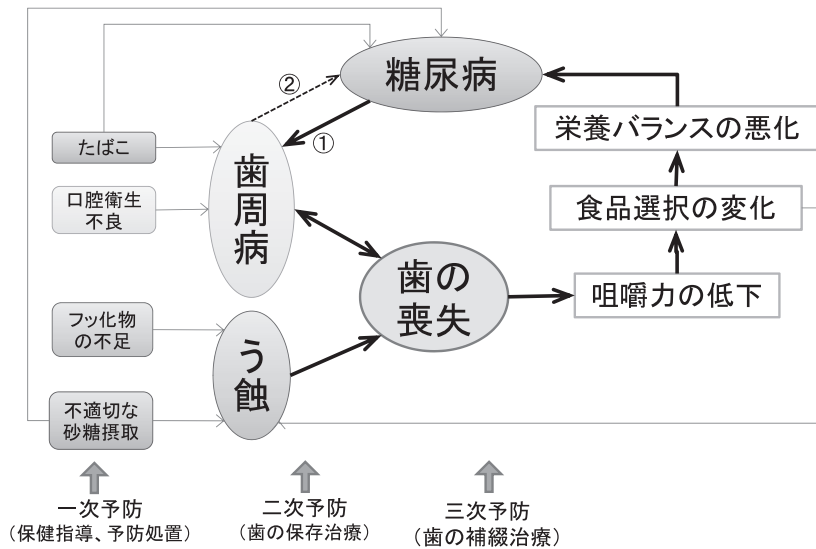 糖尿病
②
①
たばこ
口腔衛生
不良
歯周病
栄養バランスの悪化
食品選択の変化
咀嚼力の低下
歯の
喪失
フッ化物
の不足
う蝕
不適切な
砂糖摂取
一次予防
(保健指導、予防処置)
二次予防
(歯の保存治療)
三次予防
(歯の補綴治療)